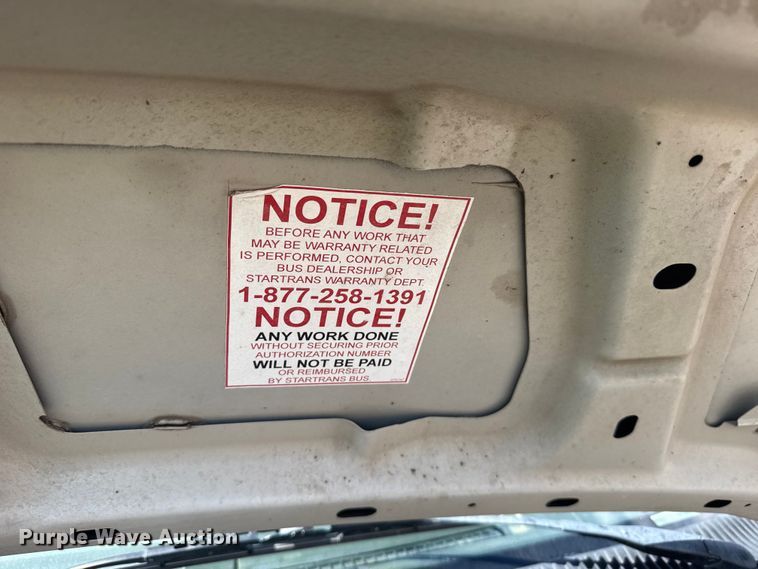 NOTICE!
BEFORE ANY WORK THAT
MAY BE WARRANTY RELATED
IS PERFORMED, CONTACT YOUR
BUS DEALERSHIP OR
STARTRANS WARRANTY DEPT.
1-877-258-1391
NOTICE!
ANY WORK DONE
WITHOUT SECURING PRIOR
AUTHORIZATION NUMBER
WILL NOT BE PAID
OR REIMBURSED
BY STARTRANS BUS.
Purple Wave Auction